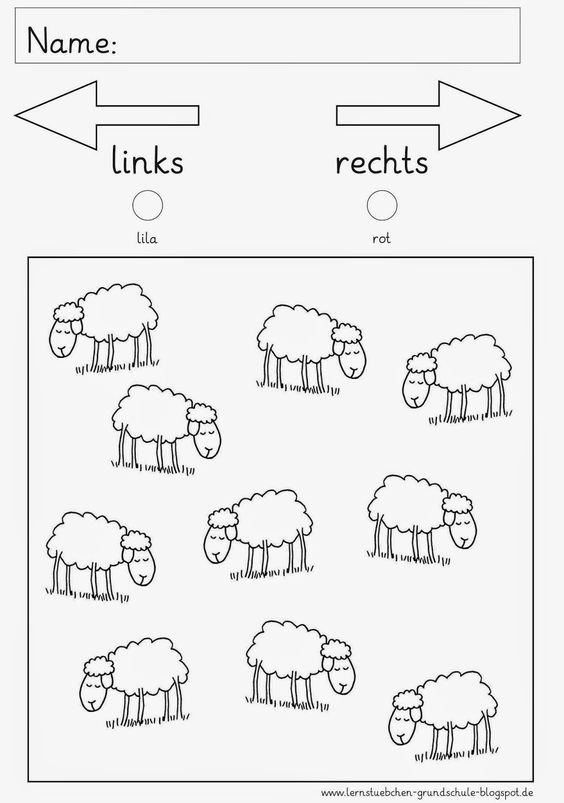 Name:
links rechts
lila rot
www.lernstuebchen-grundschule-blogspot.de